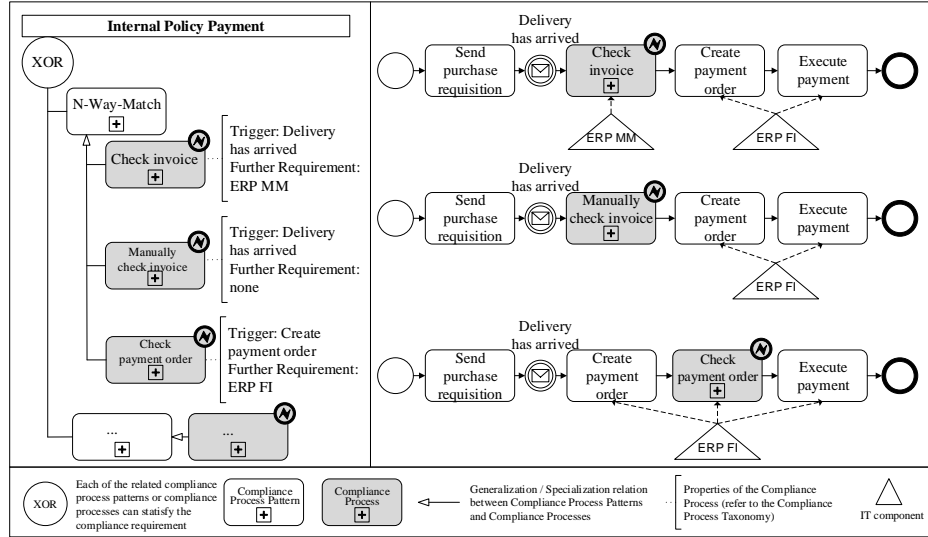 Internal Policy Payment
XOR
N-Way-Match
Check invoice
Trigger: Delivery
has arrived
Further Requirement:
ERP MM
Manually
check invoice
Trigger: Delivery
has arrived
Further Requirement:
none
Check
payment order
Trigger: Create
payment order
Further Requirement:
ERP FI
...
...
Delivery
has arrived
Send
purchase
requisition
Check
invoice
Create
payment
order
Execute
payment
ERP MM
ERP FI
Delivery
has arrived
Send
purchase
requisition
Manually
check invoice
Create
payment
order
Execute
payment
ERP FI
Delivery
has arrived
Send
purchase
requisition
Create
payment
order
Check
payment order
Execute
payment
ERP FI
XOR
Each of the related compliance
process patterns or compliance
processes can statisfy the
compliance requirement
Compliance
Process Pattern
Compliance
Process
Generalization / Specialization relation
between Compliance Process Patterns
and Compliance Processes
Properties of the Compliance
Process (refer to the Compliance
Process Taxonomy)
IT component